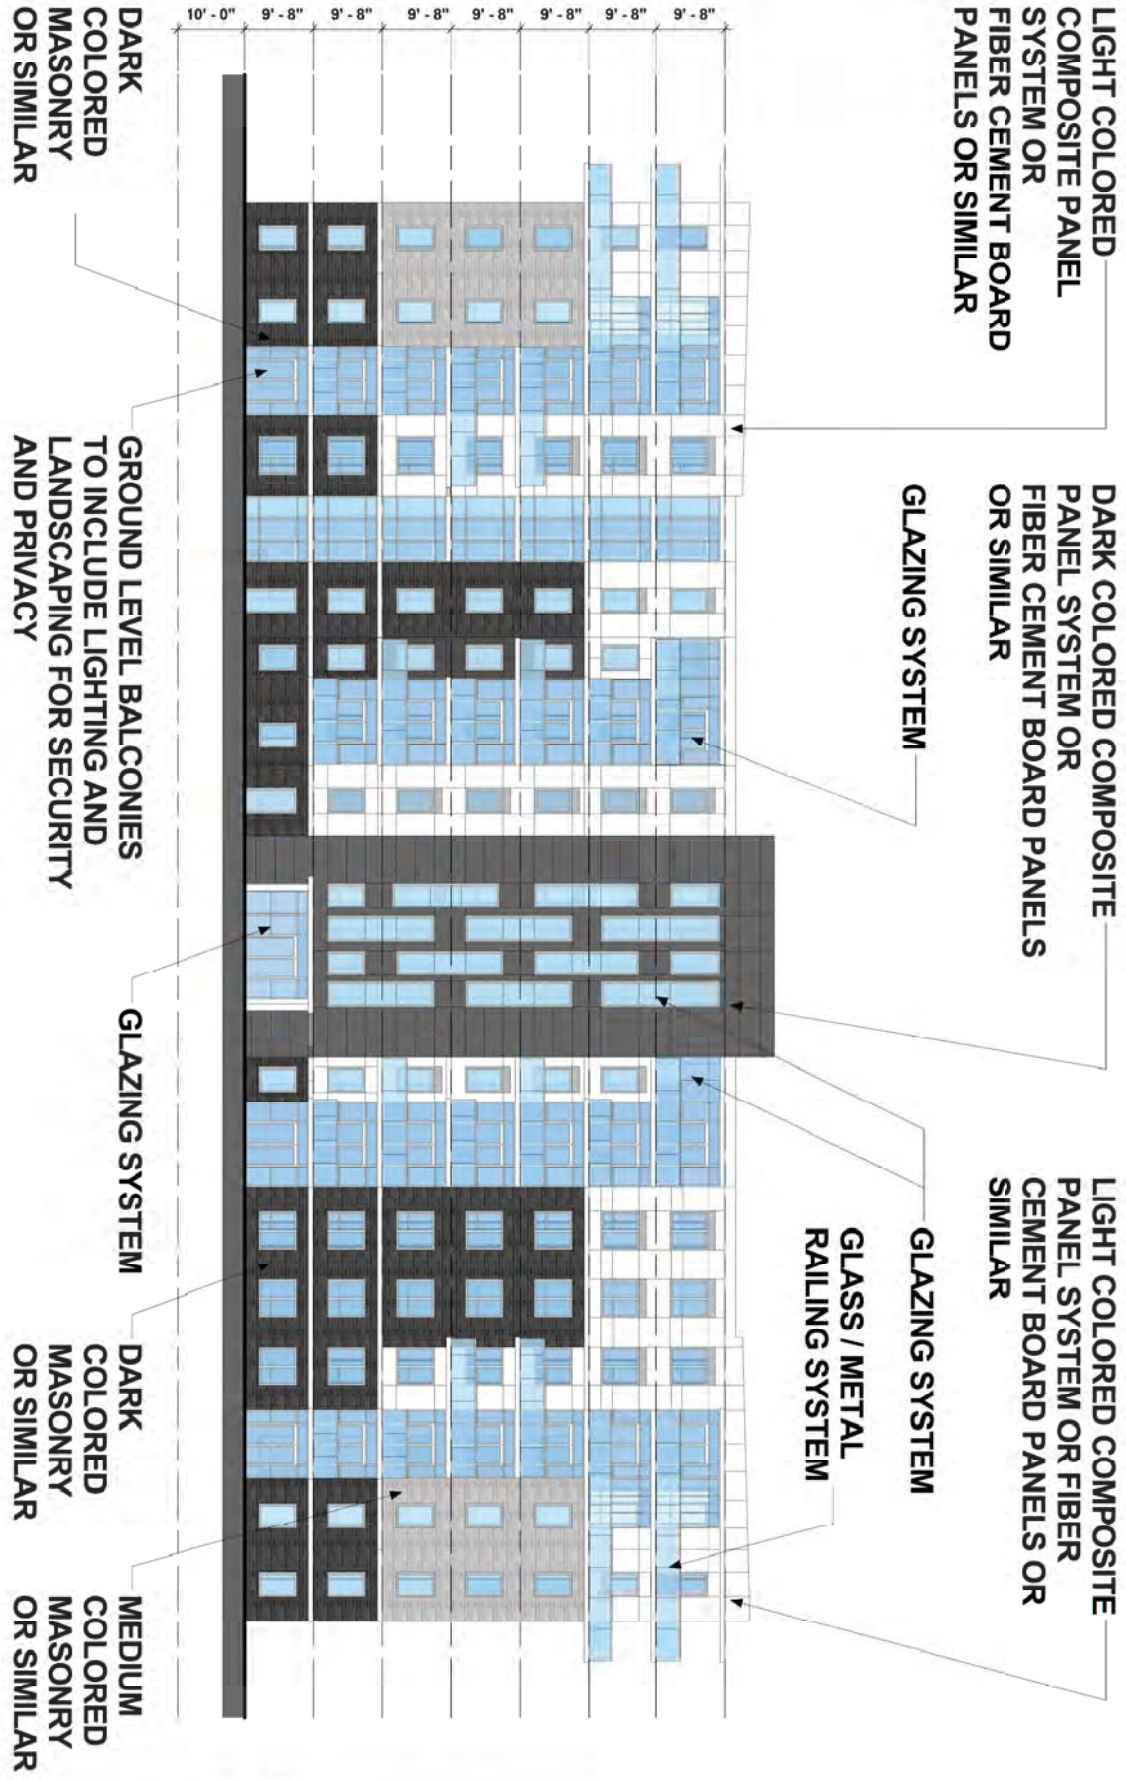 LIGHT COLORED
COMPOSITE PANEL
SYSTEM OR
FIBER CEMENT BOARD
PANELS OR SIMILAR
DARK COLORED COMPOSITE
PANEL SYSTEM OR
FIBER CEMENT BOARD PANELS
OR SIMILAR
GLAZING SYSTEM
LIGHT COLORED COMPOSITE
PANEL SYSTEM OR FIBER
CEMENT BOARD PANELS OR
SIMILAR
GLAZING SYSTEM
GLASS / METAL
RAILING SYSTEM
9' - 8"
9' - 8"
9' - 8"
9' - 8"
9' - 8"
9' - 8"
9' - 8"
10' - 0"
DARK
COLORED
MASONRY
OR SIMILAR
GROUND LEVEL BALCONIES
TO INCLUDE LIGHTING AND
LANDSCAPING FOR SECURITY
AND PRIVACY
GLAZING SYSTEM
DARK
COLORED
MASONRY
OR SIMILAR
MEDIUM
COLORED
MASONRY
OR SIMILAR